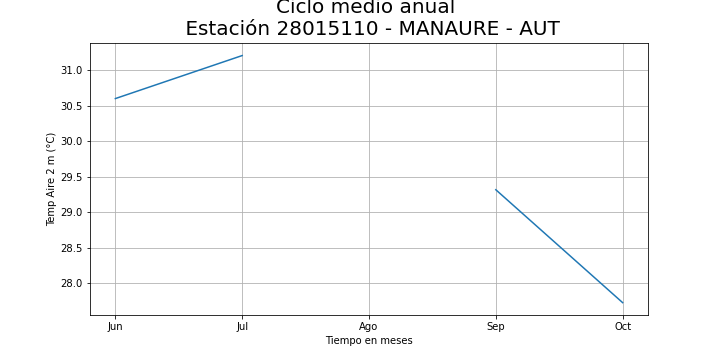 Ciclo medio anual
Estación 28015110 - MANAURE - AUT
31.0
30.5
30.0
29.5
29.0
28.5
28.0
Temp Aire 2 m (°C)
Jun Jul Ago Sep Oct
Tiempo en meses